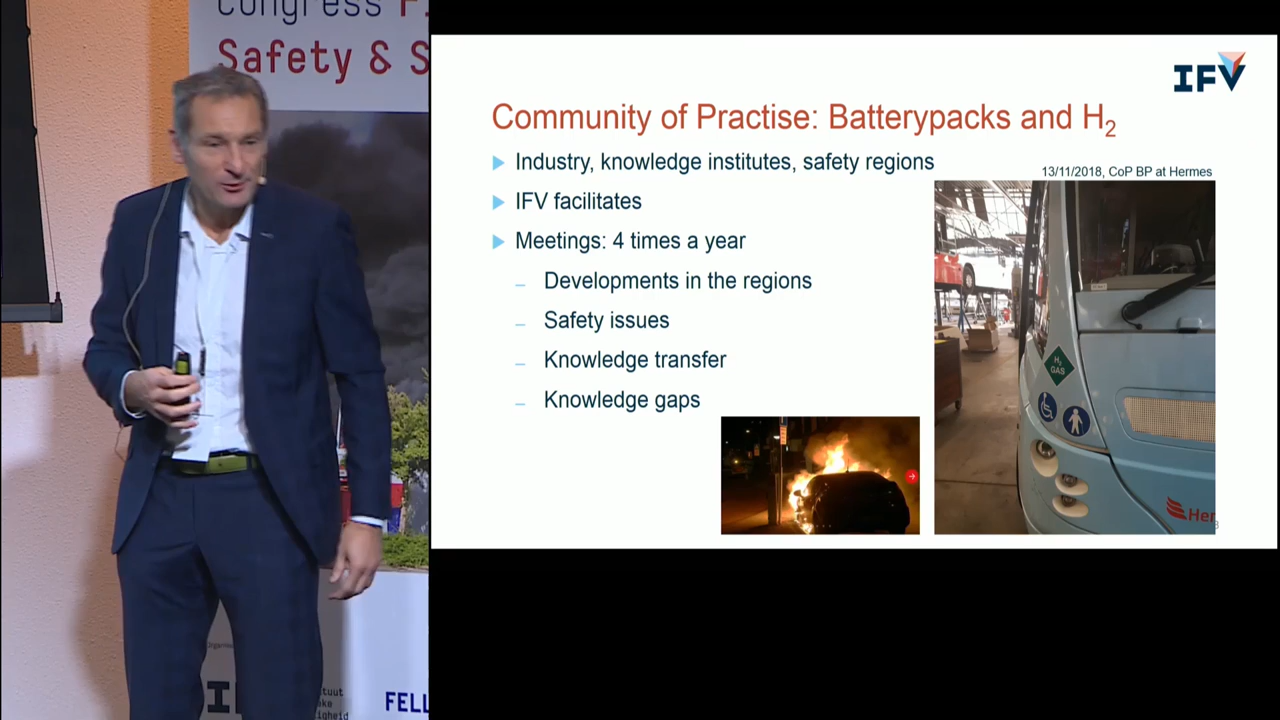 Congress F
Safety & S
IFV
Community of Practise: Batterypacks and H₂
Industry, knowledge institutes, safety regions
13/11/2018, CoP BP at Hermes
IFV facilitates
Meetings: 4 times a year
– Developments in the regions
– Safety issues
– Knowledge transfer
– Knowledge gaps
H₂
GAS
Her
FELL